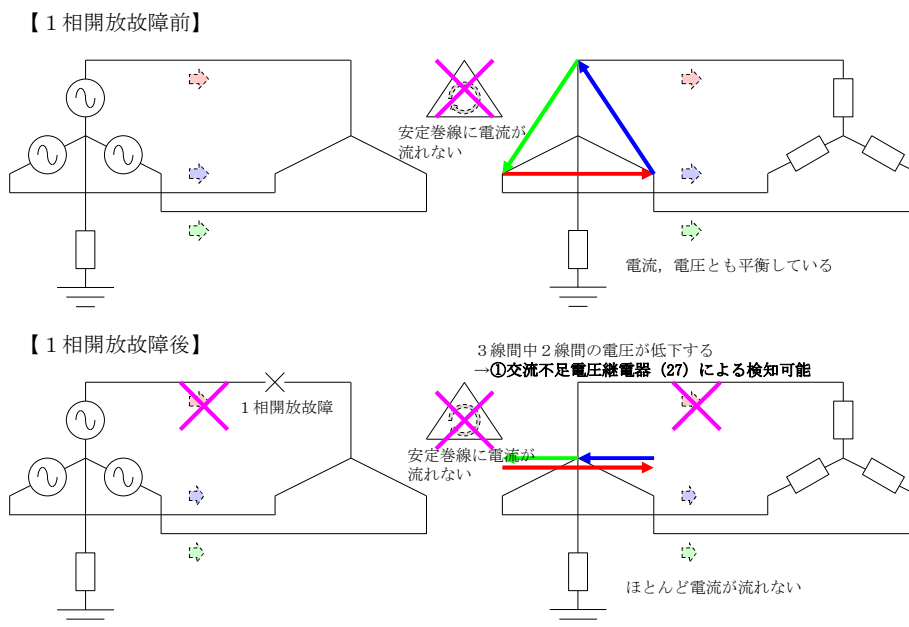 【１相開放故障前】
安定巻線に電流が
流れない
電流，電圧とも平衡している
【１相開放故障後】
３線間中２線間の電圧が低下する
→①交流不足電圧継電器（27）による検知可能
１相開放故障
安定巻線に電流が
流れない
ほとんど電流が流れない